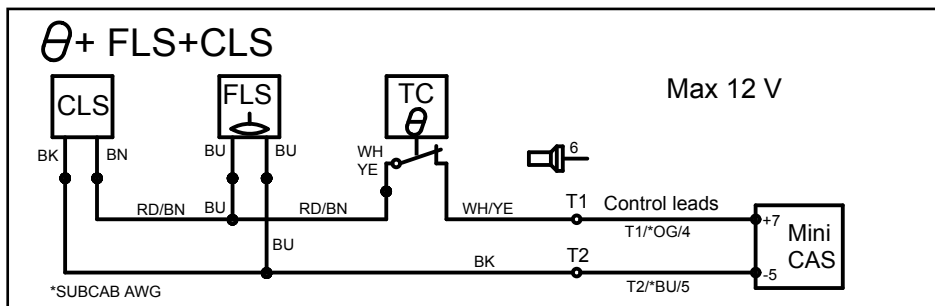 θ+ FLS+CLS
CLS
FLS
TC
θ
Max 12 V
BK
BN
BU
BU
WH
YE
6
RD/BN
BU
RD/BN
WH/YE
T1
Control leads
T1/*OG/4
+7
Mini
CAS
BU
BK
T2
T2/*BU/5
-5
*SUBCAB AWG